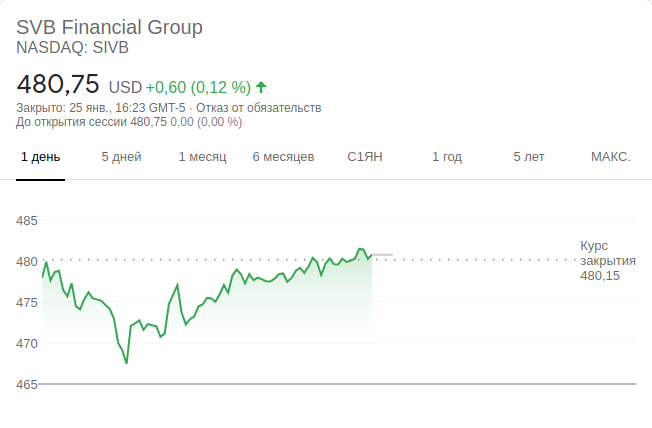 SVB Financial Group
NASDAQ: SIVB
480,75 USD +0,60 (0,12 %)
Закрыто: 25 янв., 16:23 GMT-5 · Отказ от обязательств
До открытия сессии 480,75 0,00 (0,00 %)
1 день 5 дней 1 месяц 6 месяцев С1ЯН 1 год 5 лет МАКС.
485
480
475
470
465
Курс
закрытия
480,15